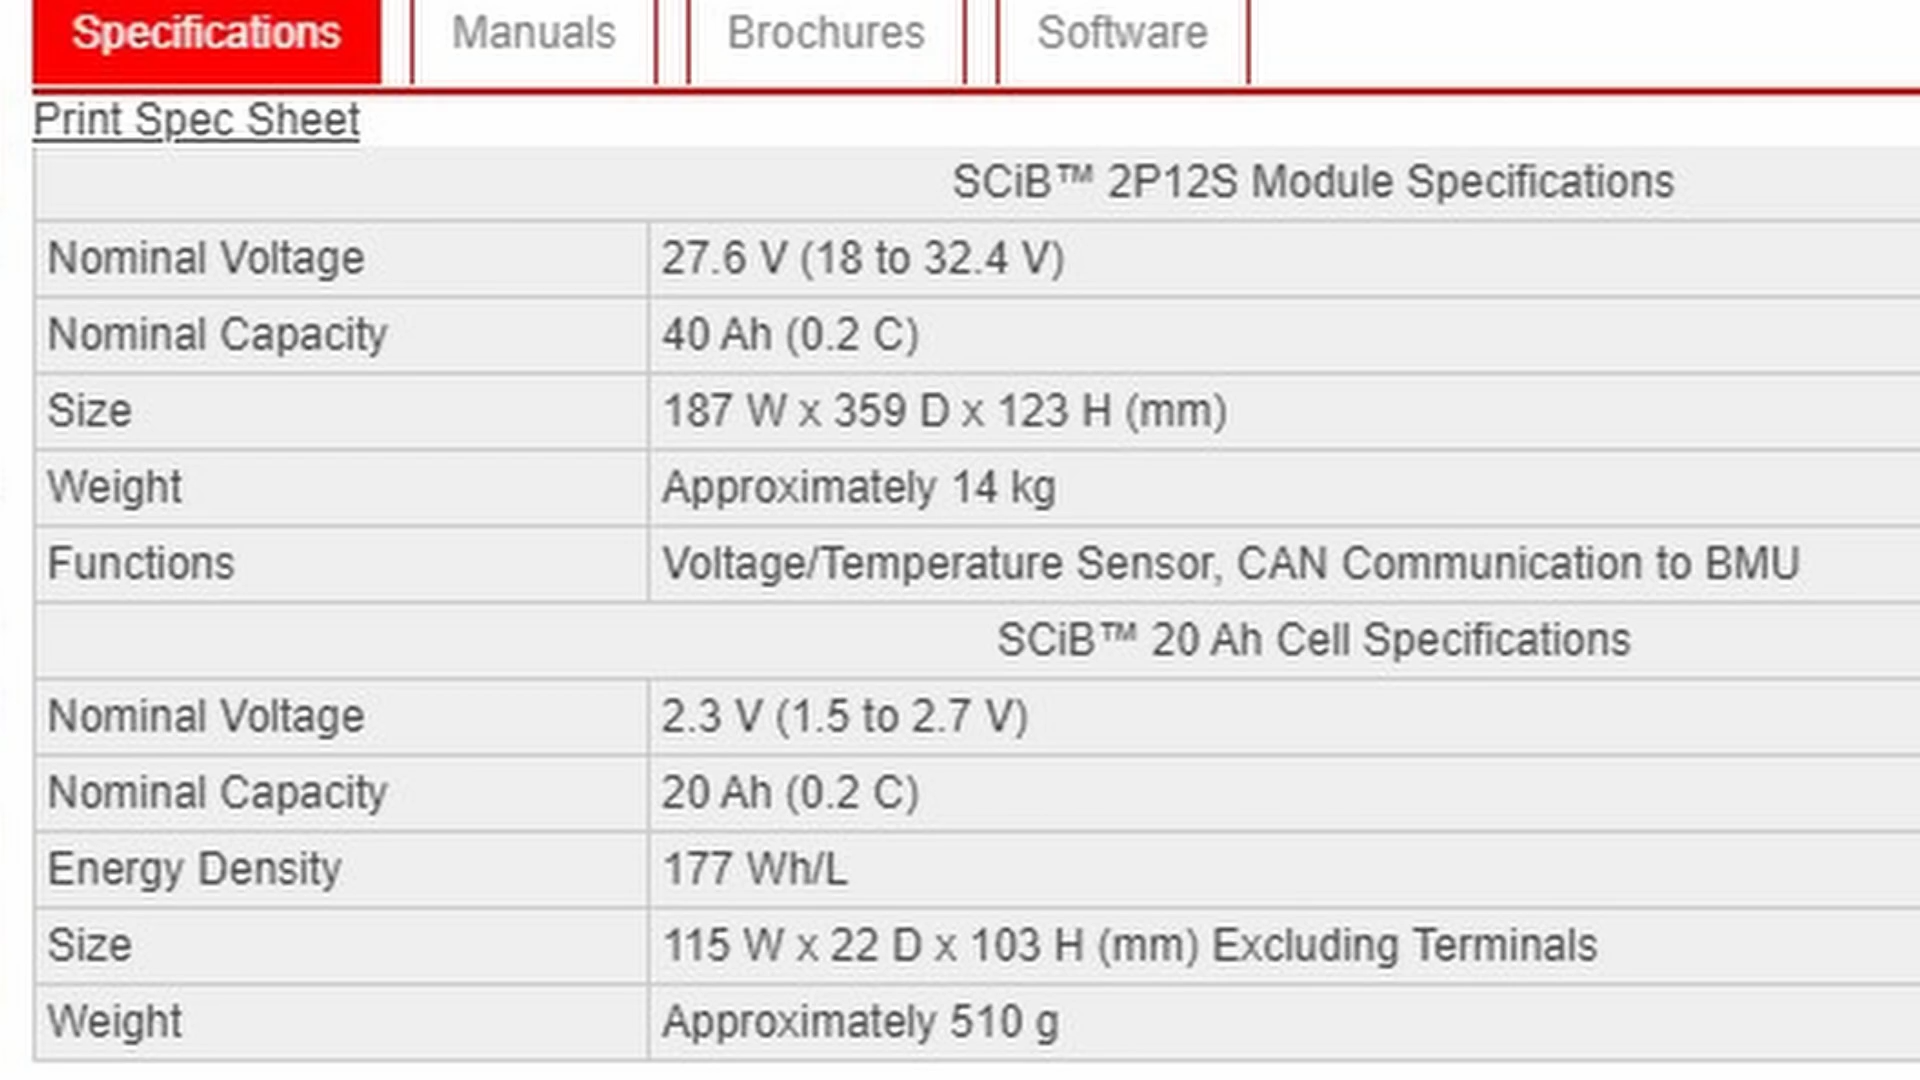 Specifications Manuals Brochures Software
Print Spec Sheet
SCiB™ 2P12S Module Specifications
Nominal Voltage 27.6 V (18 to 32.4 V)
Nominal Capacity 40 Ah (0.2 C)
Size 187 W x 359 D x 123 H (mm)
Weight Approximately 14 kg
Functions Voltage/Temperature Sensor, CAN Communication to BMU
SCiB™ 20 Ah Cell Specifications
Nominal Voltage 2.3 V (1.5 to 2.7 V)
Nominal Capacity 20 Ah (0.2 C)
Energy Density 177 Wh/L
Size 115 W x 22 D x 103 H (mm) Excluding Terminals
Weight Approximately 510 g